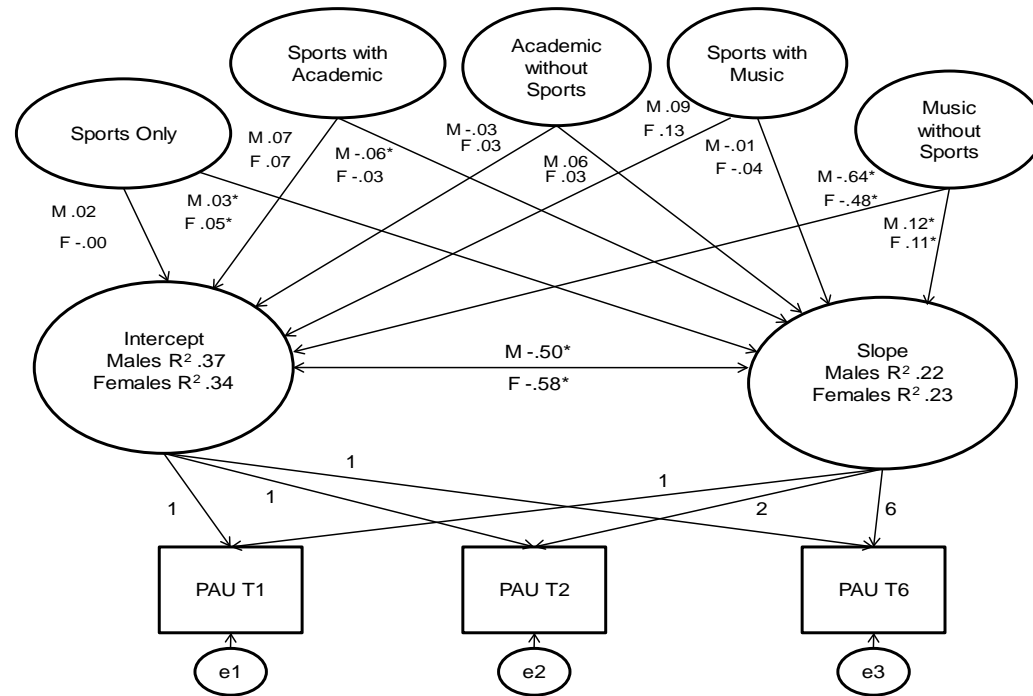 Sports with
Academic
Academic
without
Sports
Sports with
Music
Sports Only
Music
without
Sports
M .07
F .07
M -.03
F .03
M .09
F .13
M -.06*
F -.03
M .06
F .03
M -.01
F -.04
M -.64*
F -.48*
M .02
F -.00
M .03*
F .05*
M .12*
F .11*
Intercept
Males R² .37
Females R² .34
M -.50*
F -.58*
Slope
Males R² .22
Females R² .23
1
1
1
1
2
6
PAU T1
PAU T2
PAU T6
e1
e2
e3